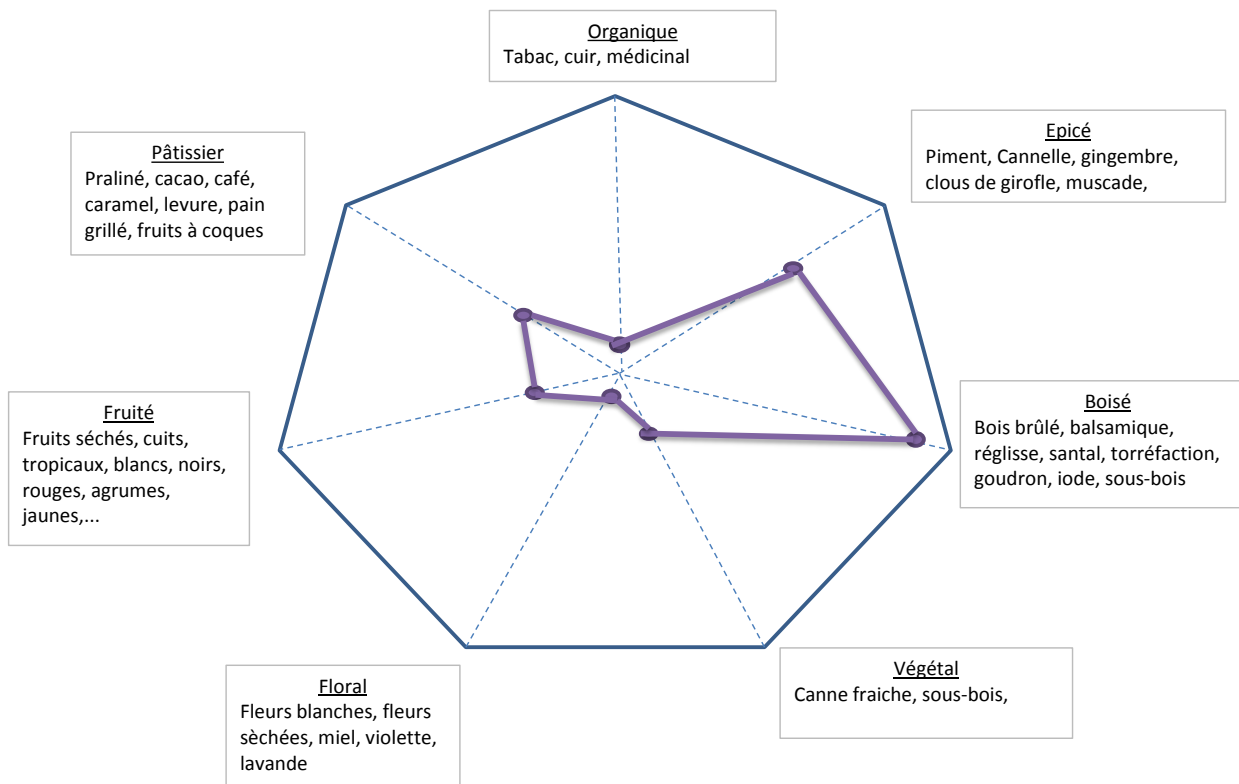 Organique
Tabac, cuir, médicinal
Epicé
Piment, Cannelle, gingembre,
clous de girofle, muscade,
Pâtissier
Praliné, cacao, café,
caramel, levure, pain
grillé, fruits à coques
Boisé
Bois brûlé, balsamique,
réglisse, santal, torréfaction,
goudron, iode, sous-bois
Fruité
Fruits séchés, cuits,
tropicaux, blancs, noirs,
rouges, agrumes,
jaunes,...
Végétal
Canne fraiche, sous-bois,
Floral
Fleurs blanches, fleurs
sèchées, miel, violette,
lavande